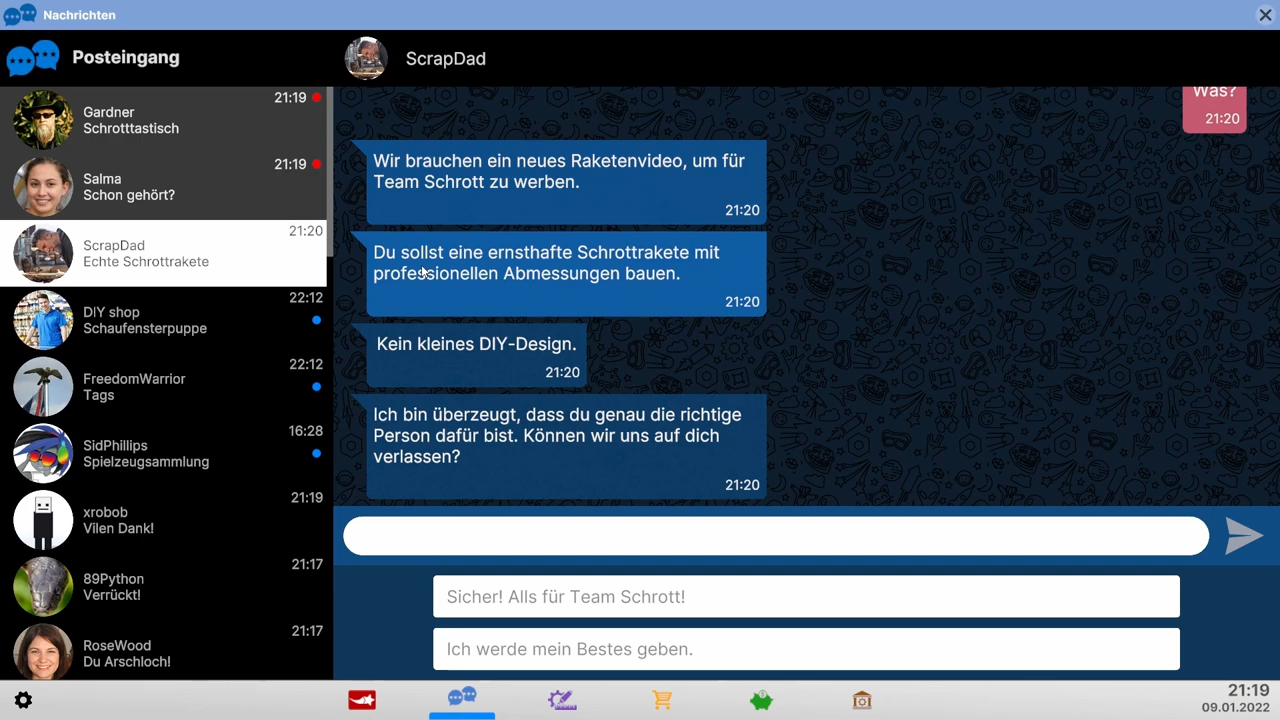 Nachrichten
Posteingang
ScrapDad
21:19
Gardner
Schrotttastisch
21:19
Salma
Schon gehört?
21:20
ScrapDad
Echte Schrottrakete
22:12
DIY shop
Schaufensterpuppe
22:12
FreedomWarrior
Tags
16:28
SidPhillips
Spielzeugsammlung
21:19
xrobob
Vilen Dank!
21:17
89Python
Verrückt!
21:17
RoseWood
Du Arschloch!
Was?
21:20
Wir brauchen ein neues Raketenvideo, um für
Team Schrott zu werben.
21:20
Du sollst eine ernsthafte Schrottrakete mit
professionellen Abmessungen bauen.
21:20
Kein kleines DIY-Design.
21:20
Ich bin überzeugt, dass du genau die richtige
Person dafür bist. Können wir uns auf dich
verlassen?
21:20
Sicher! Alls für Team Schrott!
Ich werde mein Bestes geben.
21:19
09.01.2022